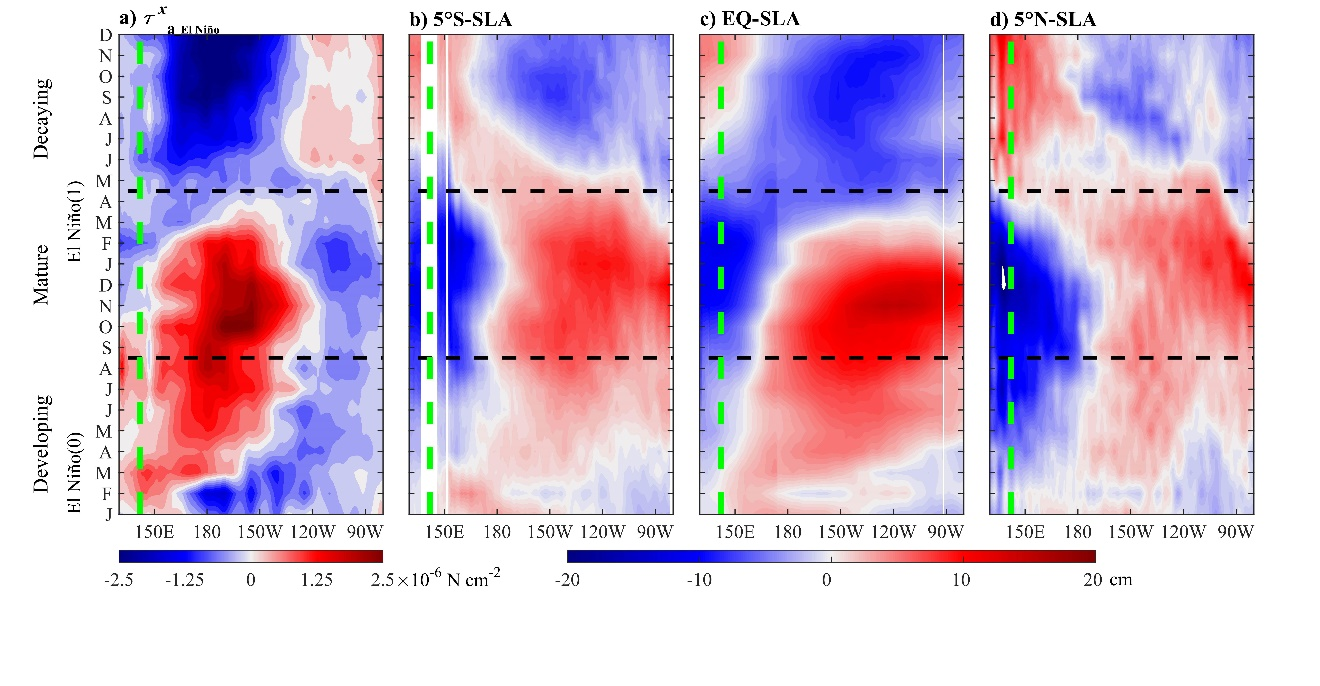 a) τ x a El Niño
b) 5°S-SLA
c) EQ-SLA
d) 5°N-SLA
Decaying
Mature
Developing
El Niño(1)
El Niño(0)
D
N
O
S
A
J
J
M
A
M
F
J
D
N
O
S
A
J
J
M
A
M
F
J
150E 180 150W 120W 90W
150E 180 150W 120W 90W
150E 180 150W 120W 90W
150E 180 150W 120W 90W
-2.5 -1.25 0 1.25 2.5×10-6 N cm-2
-20 -10 0 10 20 cm